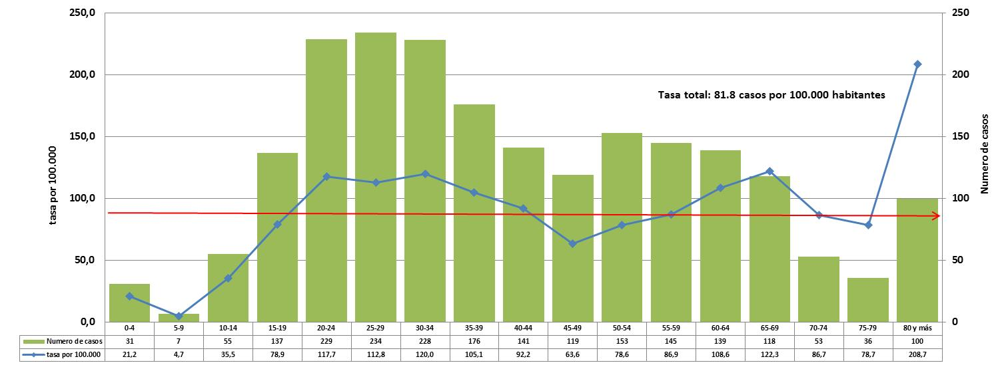 250,0
200,0
150,0
100,0
50,0
0,0
tasa por 100.000
250
200
150
100
50
0
Numero de casos
Tasa total: 81.8 casos por 100.000 habitantes
0-4 5-9 10-14 15-19 20-24 25-29 30-34 35-39 40-44 45-49 50-54 55-59 60-64 65-69 70-74 75-79 80 y más
Numero de casos 31 7 55 137 229 234 228 176 141 119 153 145 139 118 53 36 100
tasa por 100.000 21,2 4,7 35,5 78,9 117,7 112,8 120,0 105,1 92,2 63,6 78,6 86,9 108,6 122,3 86,7 78,7 208,7